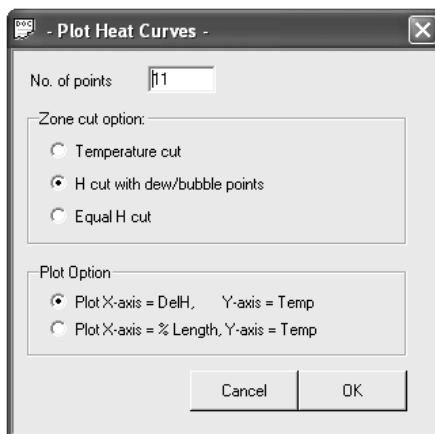 DOC - Plot Heat Curves -
No. of points 11
Zone cut option:
Temperature cut
H cut with dew/bubble points
Equal H cut
Plot Option
Plot X-axis = DelH, Y-axis = Temp
Plot X-axis = % Length, Y-axis = Temp
Cancel OK